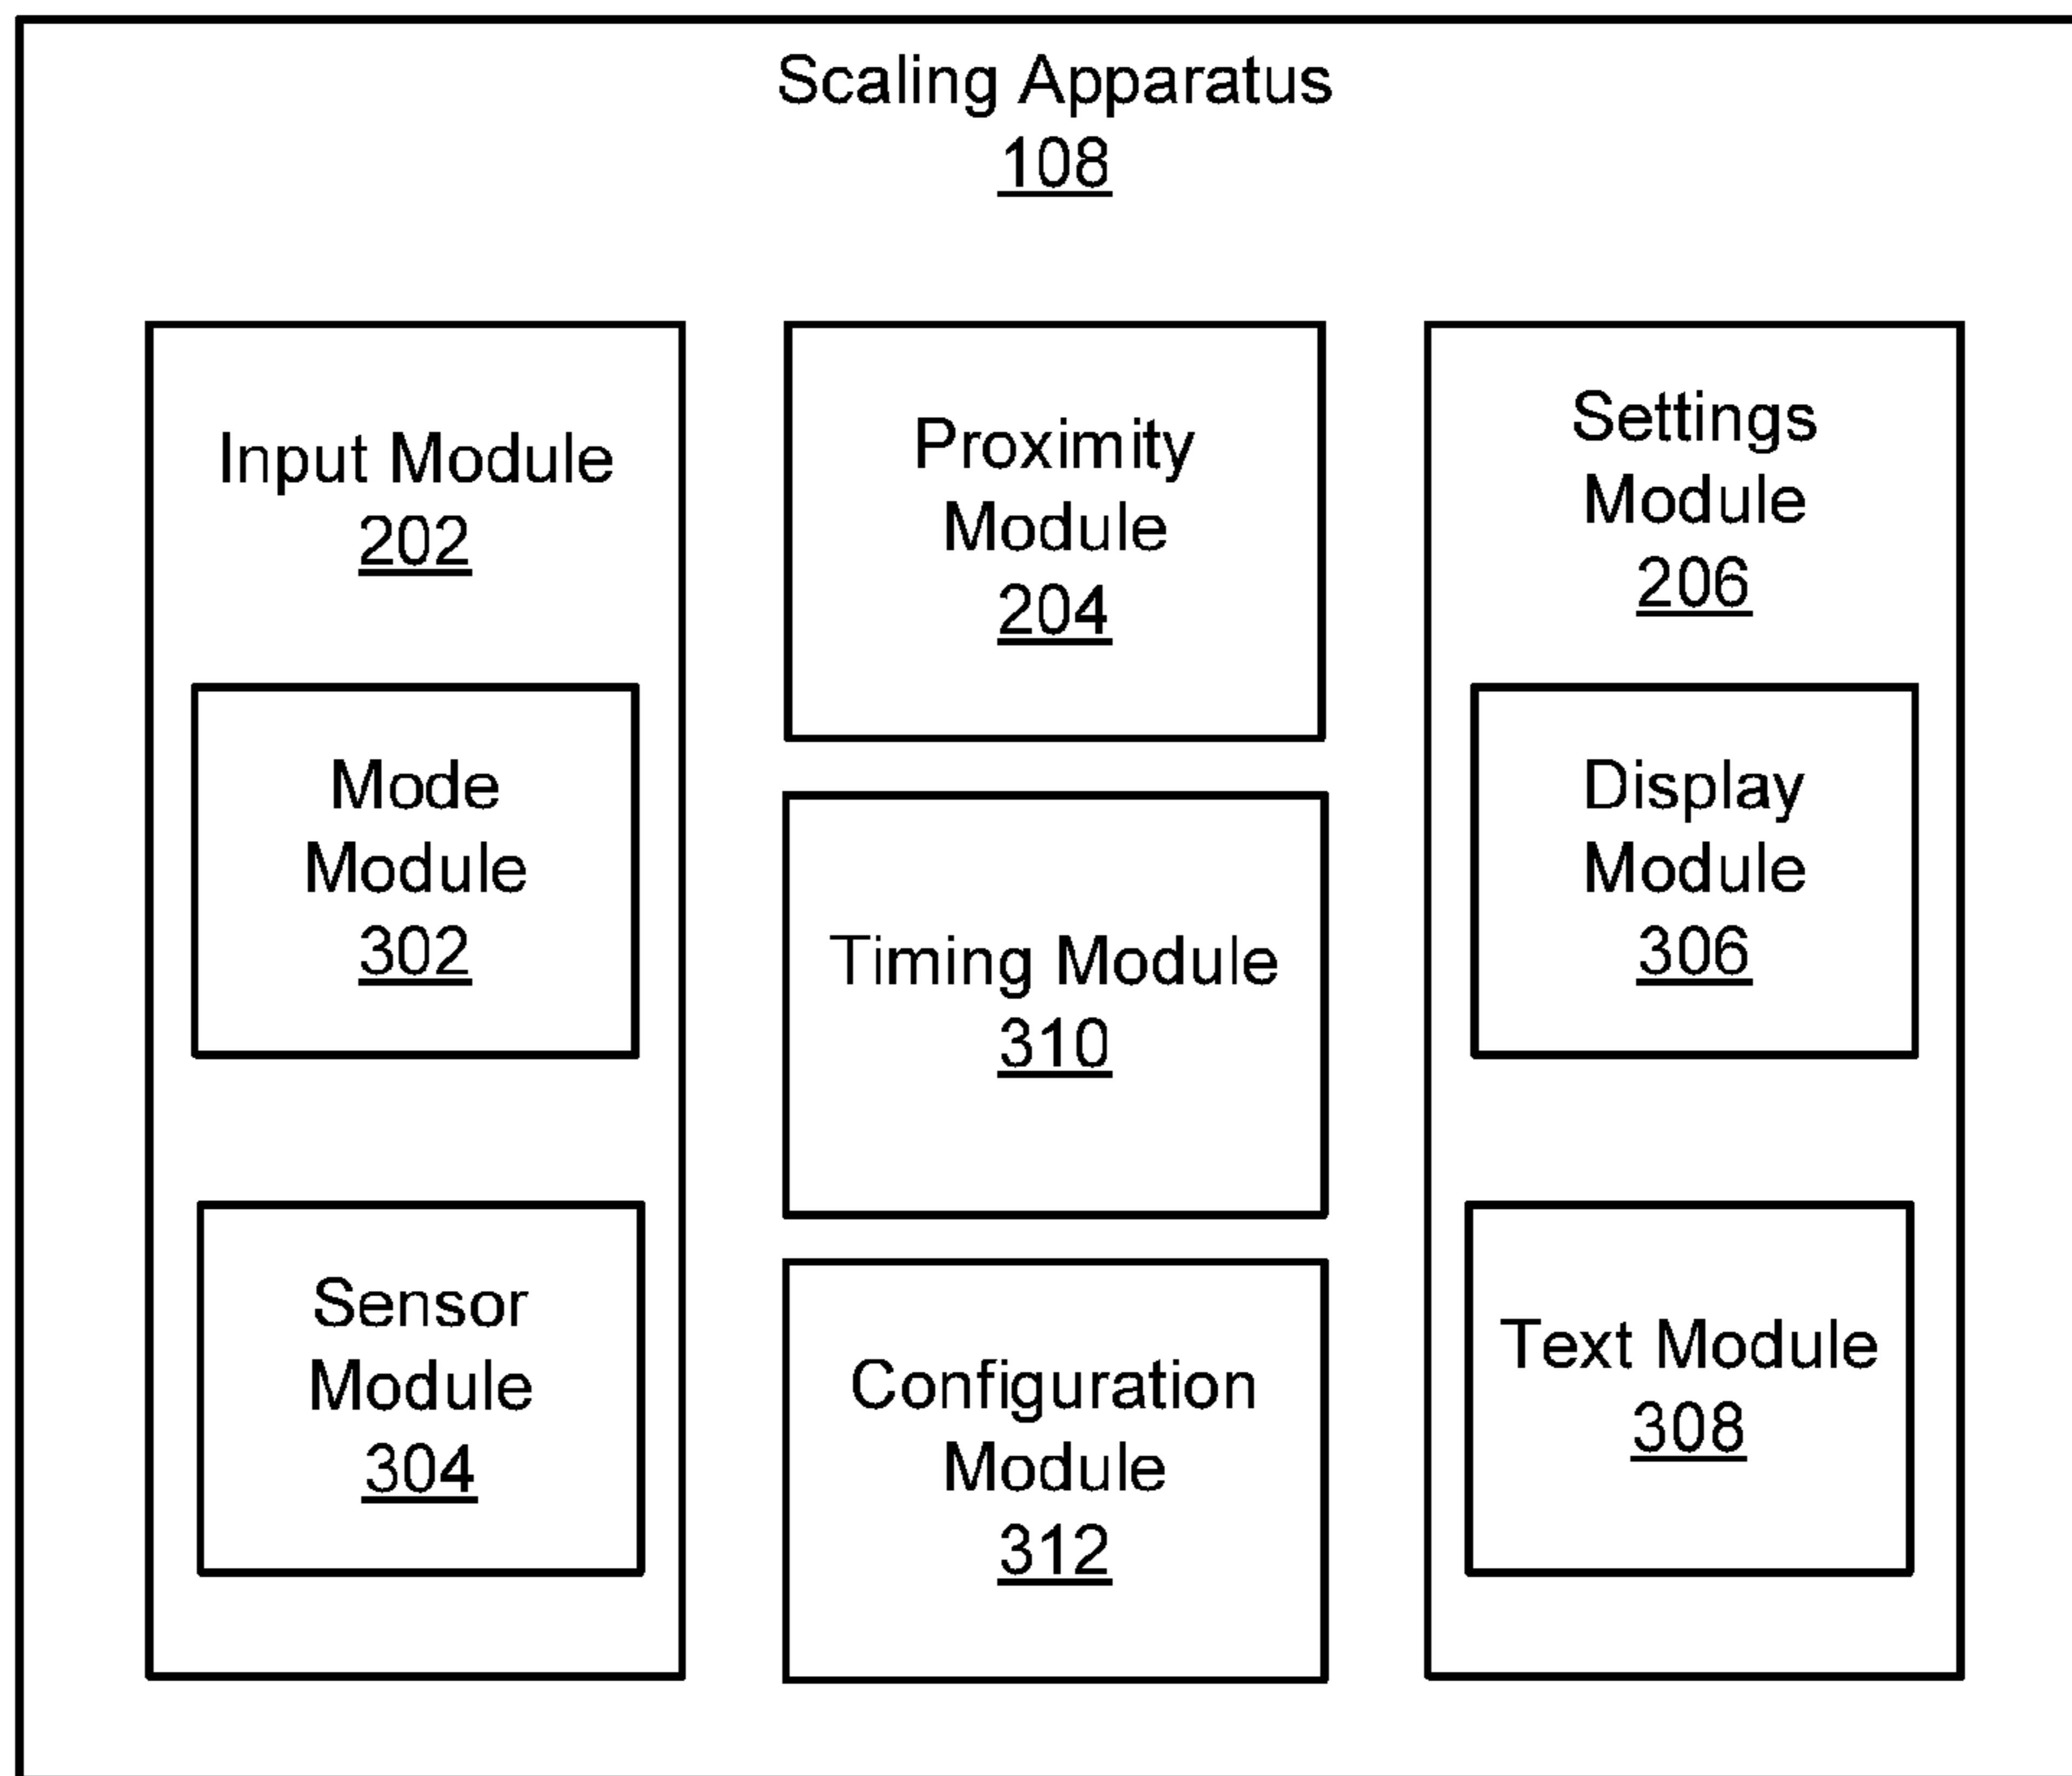 Scaling Apparatus
108
Input Module
202
Mode
Module
302
Sensor
Module
304
Proximity
Module
204
Timing Module
310
Configuration
Module
312
Settings
Module
206
Display
Module
306
Text Module
308